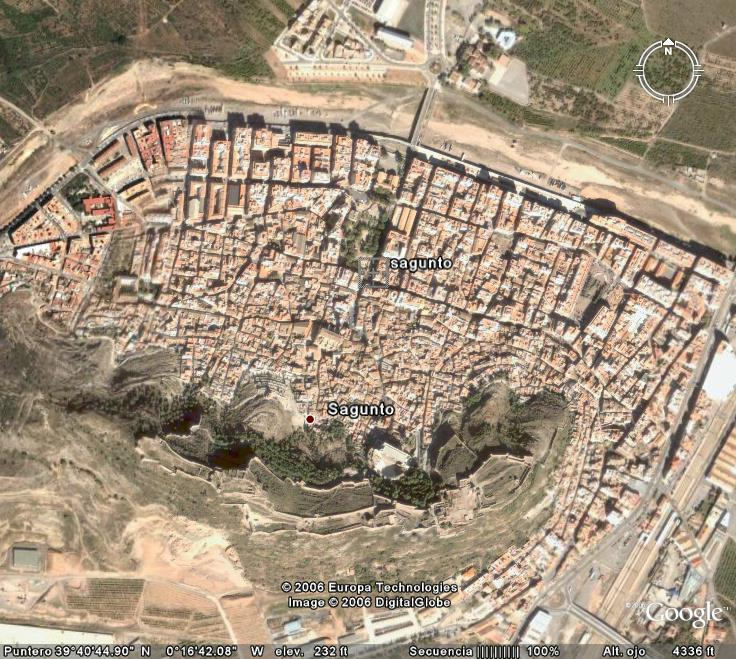 N
sagunto
Sagunto
© 2006 Europa Technologies
Image © 2006 DigitalGlobe
Google™
Puntero 39°40'44.90" N 0°16'42.08" W elev. 232 ft Secuencia |||||||||| 100% Alt. ojo 4336 ft